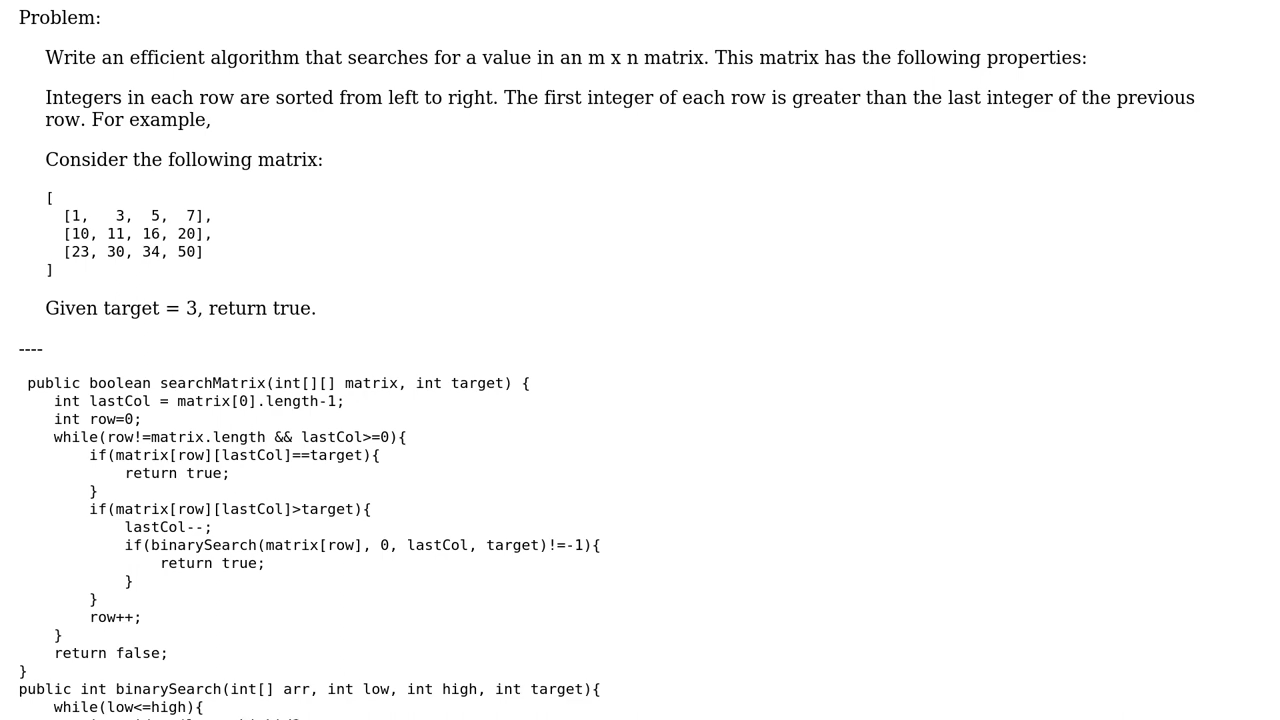 Problem:
Write an efficient algorithm that searches for a value in an m x n matrix. This matrix has the following properties:
Integers in each row are sorted from left to right. The first integer of each row is greater than the last integer of the previous
row. For example,
Consider the following matrix:
[
  [1,   3,  5,  7],
  [10, 11, 16, 20],
  [23, 30, 34, 50]
]
Given target = 3, return true.
----
 public boolean searchMatrix(int[][] matrix, int target) {
    int lastCol = matrix[0].length-1;
    int row=0;
    while(row!=matrix.length && lastCol>=0){
        if(matrix[row][lastCol]==target){
            return true;
        }
        if(matrix[row][lastCol]>target){
            lastCol--;
            if(binarySearch(matrix[row], 0, lastCol, target)!=-1){
                return true;
            }
        }
        row++;
    }
    return false;
}
public int binarySearch(int[] arr, int low, int high, int target){
    while(low<=high){